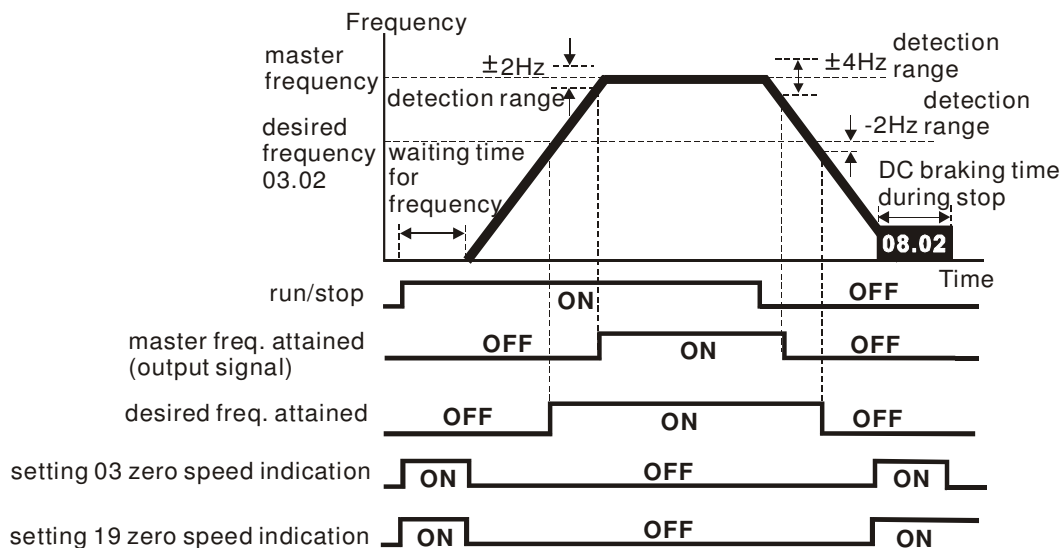 Frequency
master
frequency
±2Hz
detection range
±4Hz
detection
range
desired
frequency
03.02
waiting time
for
frequency
detection
-2Hz range
DC braking time
during stop
08.02
Time
run/stop
ON
OFF
master freq. attained
(output signal)
OFF
ON
OFF
desired freq. attained
OFF
ON
OFF
setting 03 zero speed indication
ON
OFF
ON
setting 19 zero speed indication
ON
OFF
ON